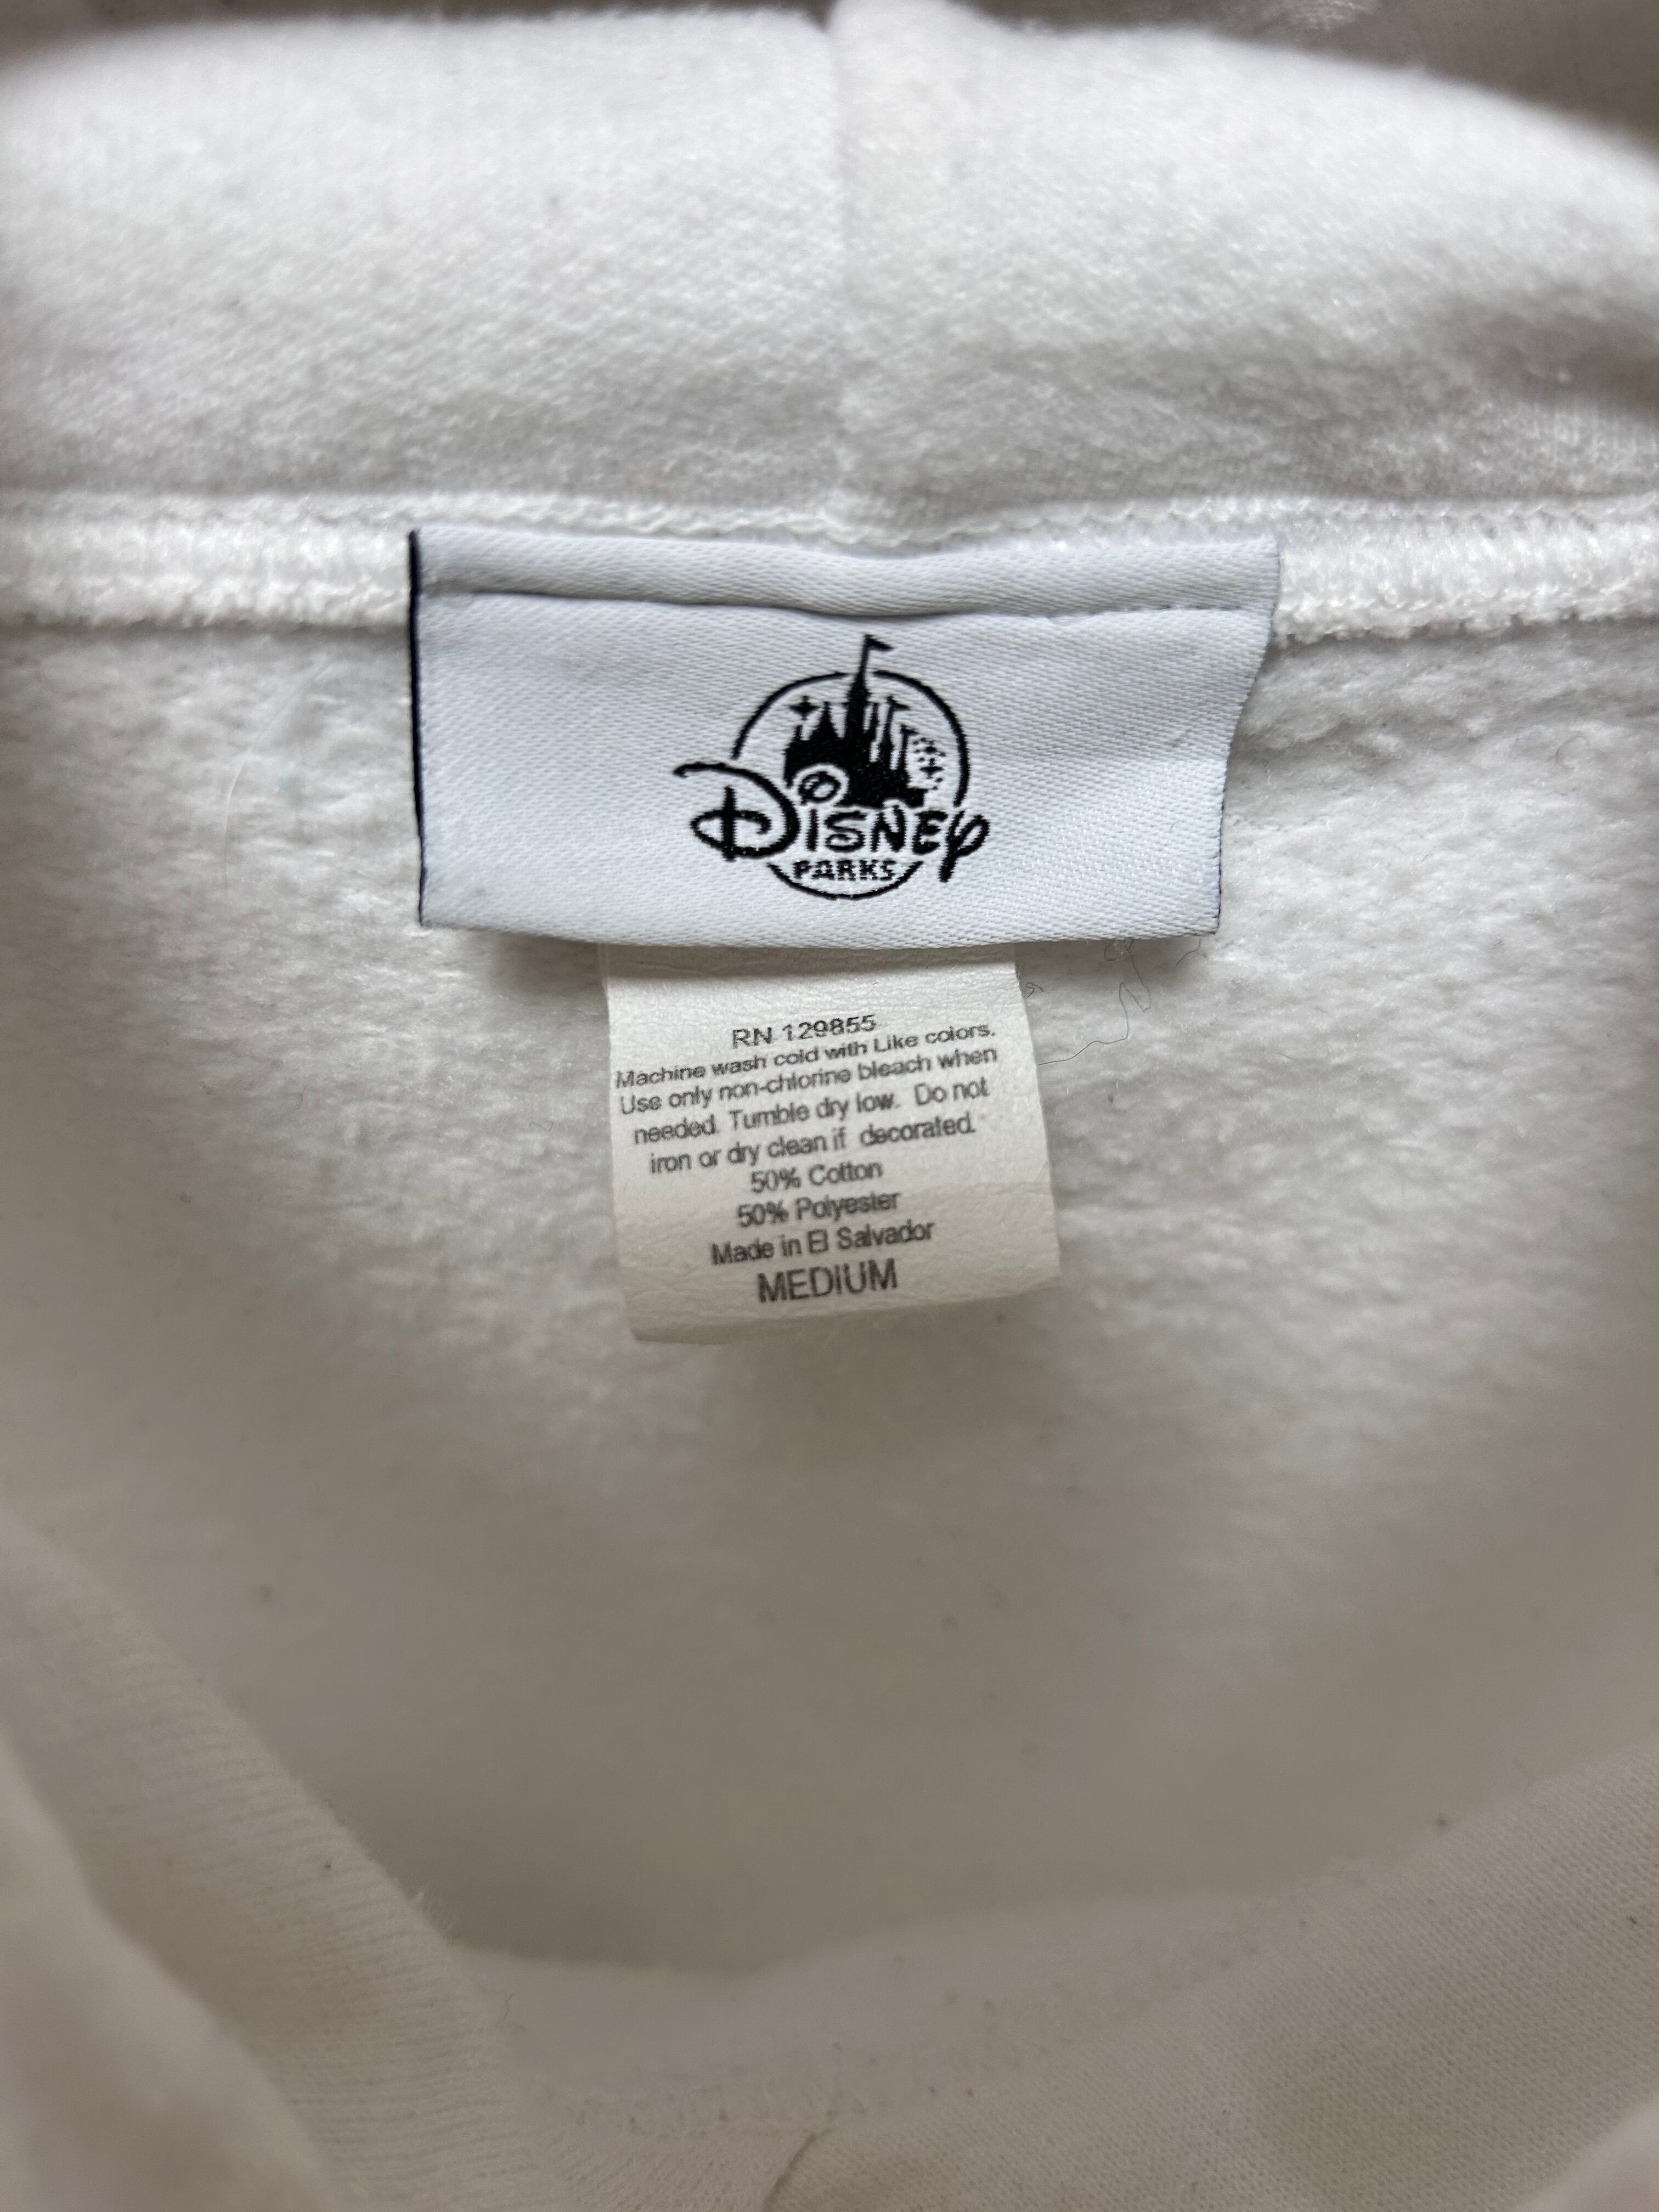 Disney
PARKS
RN 129855
Machine wash cold with Like colors.
Use only non-chlorine bleach when
needed. Tumble dry low. Do not
iron or dry clean if decorated.
50% Cotton
50% Polyester
Made in El Salvador
MEDIUM